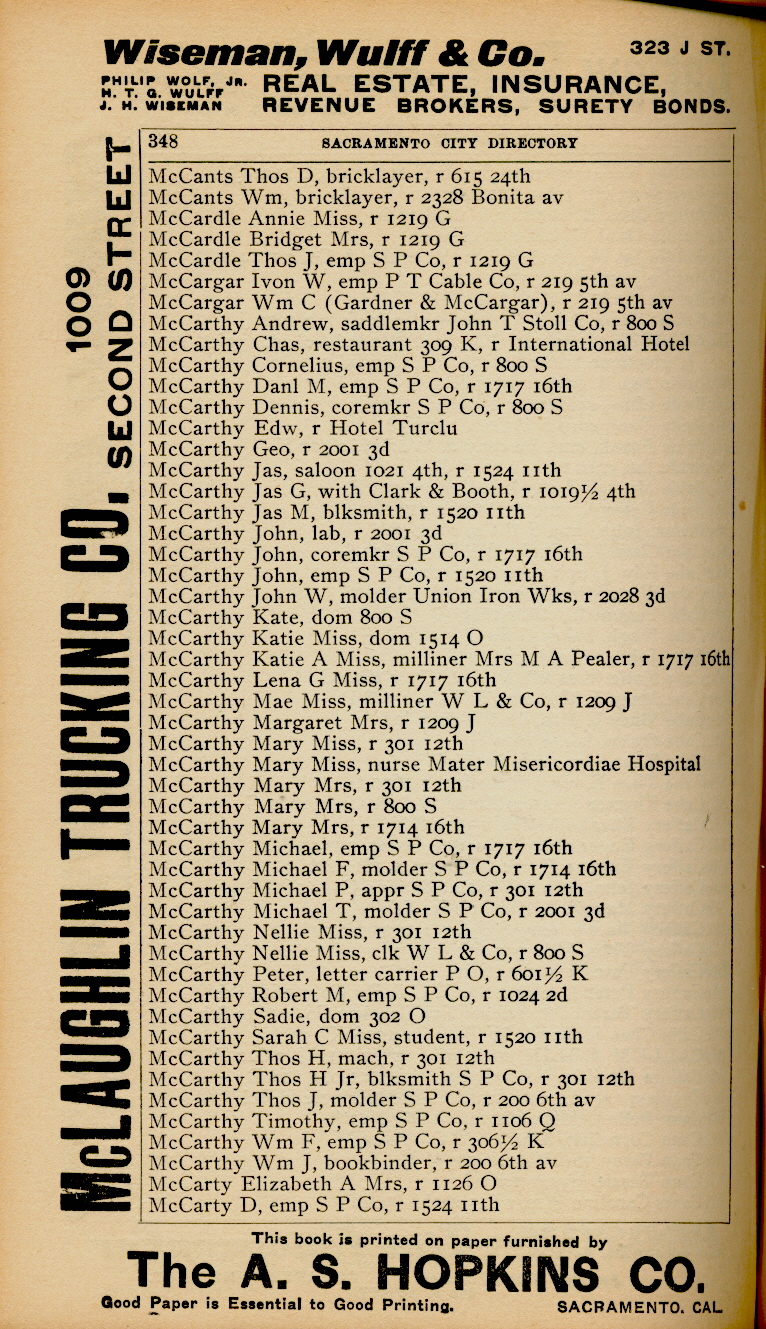 Wiseman, Wulff & Co. 323 J ST.
PHILIP WOLF, JR.
H. T. G. WULFF
J. H. WISEMAN
REAL ESTATE, INSURANCE,
REVENUE BROKERS, SURETY BONDS.
348 SACRAMENTO CITY DIRECTORY
McCants Thos D, bricklayer, r 615 24th
McCants Wm, bricklayer, r 2328 Bonita av
McCardle Annie Miss, r 1219 G
McCardle Bridget Mrs, r 1219 G
McCardle Thos J, emp S P Co, r 1219 G
McCargar Ivon W, emp P T Cable Co, r 219 5th av
McCargar Wm C (Gardner & McCargar), r 219 5th av
McCarthy Andrew, saddlemkr John T Stoll Co, r 800 S
McCarthy Chas, restaurant 309 K, r International Hotel
McCarthy Cornelius, emp S P Co, r 800 S
McCarthy Danl M, emp S P Co, r 1717 16th
McCarthy Dennis, coremkr S P Co, r 800 S
McCarthy Edw, r Hotel Turclu
McCarthy Geo, r 2001 3d
McCarthy Jas, saloon 1021 4th, r 1524 11th
McCarthy Jas G, with Clark & Booth, r 1019½ 4th
McCarthy Jas M, blksmith, r 1520 11th
McCarthy John, lab, r 2001 3d
McCarthy John, coremkr S P Co, r 1717 16th
McCarthy John, emp S P Co, r 1520 11th
McCarthy John W, molder Union Iron Wks, r 2028 3d
McCarthy Kate, dom 800 S
McCarthy Katie Miss, dom 1514 O
McCarthy Katie A Miss, milliner Mrs M A Pealer, r 1717 16th
McCarthy Lena G Miss, r 1717 16th
McCarthy Mae Miss, milliner W L & Co, r 1209 J
McCarthy Margaret Mrs, r 1209 J
McCarthy Mary Miss, r 301 12th
McCarthy Mary Miss, nurse Mater Misericordiae Hospital
McCarthy Mary Mrs, r 301 12th
McCarthy Mary Mrs, r 800 S
McCarthy Mary Mrs, r 1714 16th
McCarthy Michael, emp S P Co, r 1717 16th
McCarthy Michael F, molder S P Co, r 1714 16th
McCarthy Michael P, appr S P Co, r 301 12th
McCarthy Michael T, molder S P Co, r 2001 3d
McCarthy Nellie Miss, r 301 12th
McCarthy Nellie Miss, clk W L & Co, r 800 S
McCarthy Peter, letter carrier P O, r 601½ K
McCarthy Robert M, emp S P Co, r 1024 2d
McCarthy Sadie, dom 302 O
McCarthy Sarah C Miss, student, r 1520 11th
McCarthy Thos H, mach, r 301 12th
McCarthy Thos H Jr, blksmith S P Co, r 301 12th
McCarthy Thos J, molder S P Co, r 200 6th av
McCarthy Timothy, emp S P Co, r 1106 Q
McCarthy Wm F, emp S P Co, r 306½ K
McCarthy Wm J, bookbinder, r 200 6th av
McCarty Elizabeth A Mrs, r 1126 O
McCarty D, emp S P Co, r 1524 11th
McLAUGHLIN TRUCKING CO.
1009
SECOND STREET
This book is printed on paper furnished by
The A. S. HOPKINS CO.
Good Paper is Essential to Good Printing. SACRAMENTO. CAL